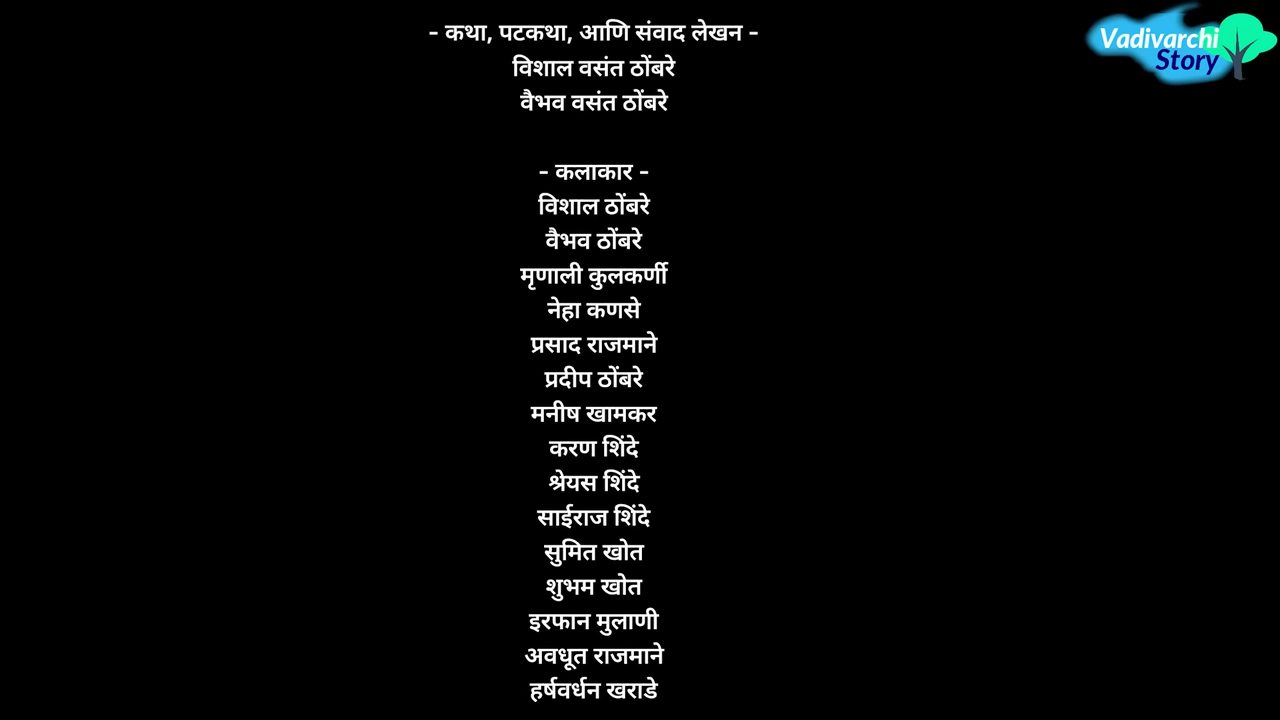 - कथा, पटकथा, आणि संवाद लेखन -
विशाल वसंत ठोंबरे
वैभव वसंत ठोंबरे
- कलाकार -
विशाल ठोंबरे
वैभव ठोंबरे
मृणाली कुलकर्णी
नेहा कणसे
प्रसाद राजमाने
प्रदीप ठोंबरे
मनीष खामकर
करण शिंदे
श्रेयस शिंदे
साईराज शिंदे
सुमित खोत
शुभम खोत
इरफान मुलाणी
अवधूत राजमाने
हर्षवर्धन खराडे
Vadivarchi
Story